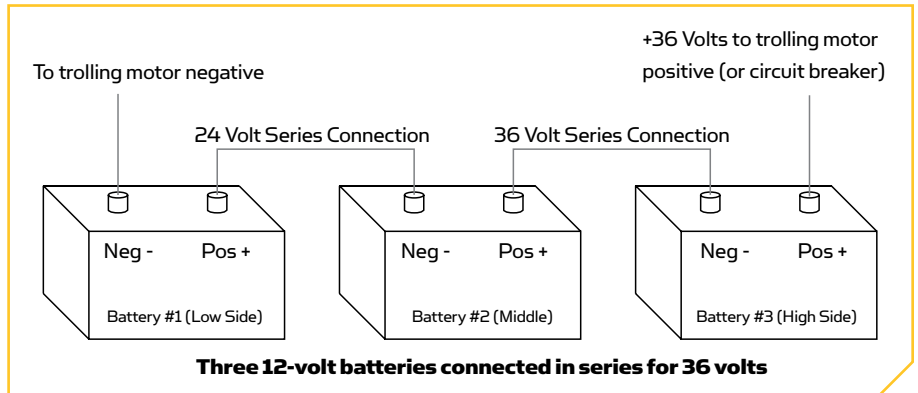 +36 Volts to trolling motor
positive (or circuit breaker)
To trolling motor negative
24 Volt Series Connection
36 Volt Series Connection
Neg -
Pos +
Neg -
Pos +
Neg -
Pos +
Battery #1 (Low Side)
Battery #2 (Middle)
Battery #3 (High Side)
Three 12-volt batteries connected in series for 36 volts